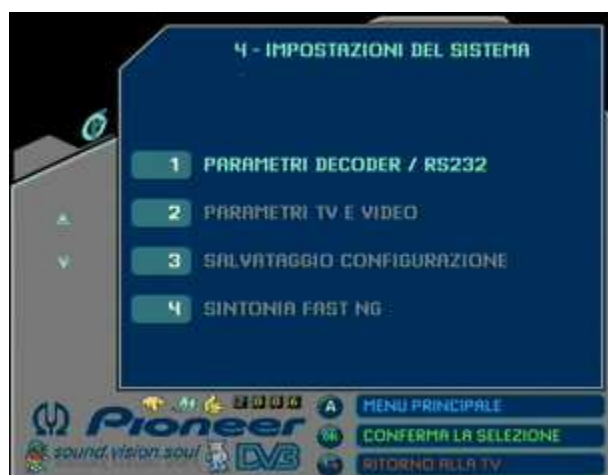 4 - IMPOSTAZIONI DEL SISTEMA
1 PARAMETRI DECODER / RS232
2 PARAMETRI TV E VIDEO
3 SALVATAGGIO CONFIGURAZIONE
4 SINTONIA FAST NG
2006
A MENU PRINCIPALE
Pioneer
OK CONFERMA LA SELEZIONE
sound.vision.soul DVB
RITORNO ALLA TV